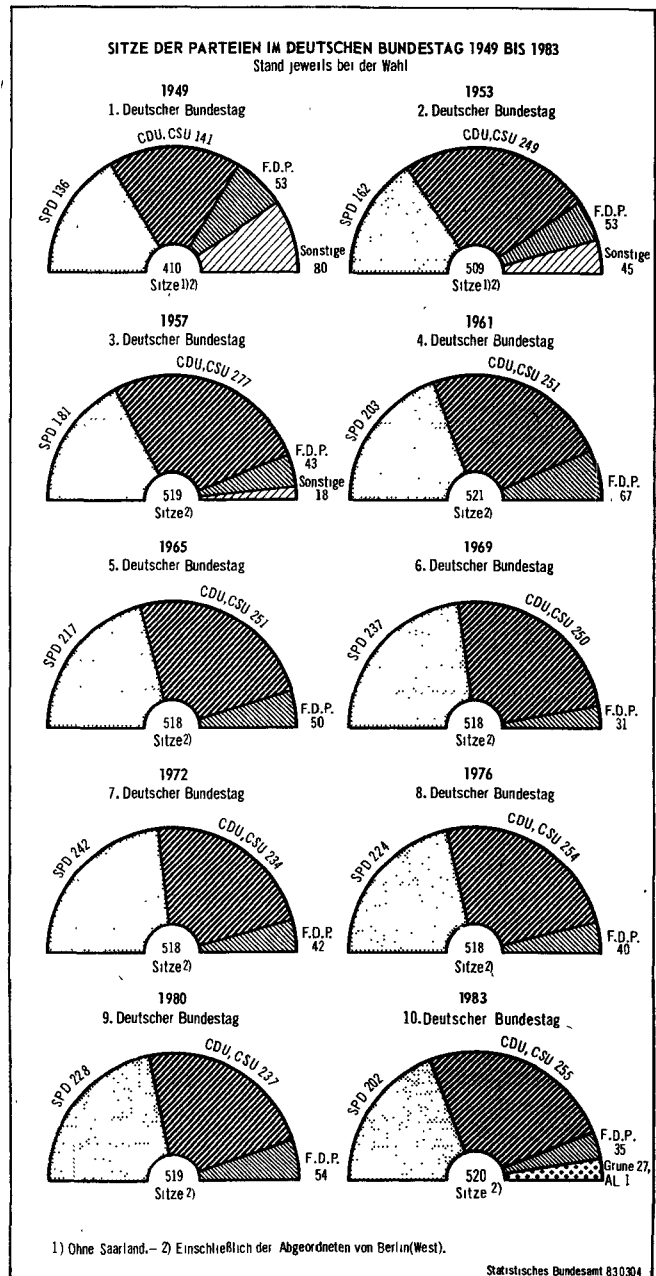 SITZE DER PARTEIEN IM DEUTSCHEN BUNDESTAG 1949 BIS 1983
Stand jeweils bei der Wahl
1949
1. Deutscher Bundestag
SPD 136
CDU, CSU 141
F.D.P.
53
Sonstige
80
410
Sitze 1)2)
1953
2. Deutscher Bundestag
SPD 162
CDU, CSU 249
F.D.P.
53
Sonstige
45
509
Sitze 1)2)
1957
3. Deutscher Bundestag
SPD 181
CDU, CSU 277
F.D.P.
43
Sonstige
18
519
Sitze 2)
1961
4. Deutscher Bundestag
SPD 203
CDU, CSU 251
F.D.P.
67
521
Sitze 2)
1965
5. Deutscher Bundestag
SPD 217
CDU, CSU 251
F.D.P.
50
518
Sitze 2)
1969
6. Deutscher Bundestag
SPD 237
CDU, CSU 250
F.D.P.
31
518
Sitze 2)
1972
7. Deutscher Bundestag
SPD 242
CDU, CSU 234
F.D.P.
42
518
Sitze 2)
1976
8. Deutscher Bundestag
SPD 224
CDU, CSU 254
F.D.P.
40
518
Sitze 2)
1980
9. Deutscher Bundestag
SPD 228
CDU, CSU 237
F.D.P.
54
519
Sitze 2)
1983
10. Deutscher Bundestag
SPD 202
CDU, CSU 255
F.D.P.
35
Grune 27,
AL 1
520
Sitze 2)
1) Ohne Saarland.– 2) Einschließlich der Abgeordneten von Berlin(West).
Statistisches Bundesamt 830304